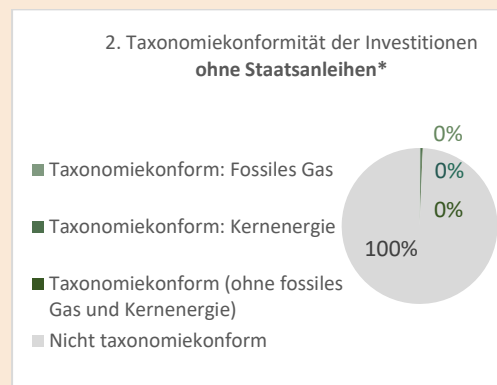 2. Taxonomiekonformität der Investitionen
ohne Staatsanleihen*
0%
Taxonomiekonform: Fossiles Gas
0%
Taxonomiekonform: Kernenergie
0%
100%
Taxonomiekonform (ohne fossiles
Gas und Kernenergie)
Nicht taxonomiekonform